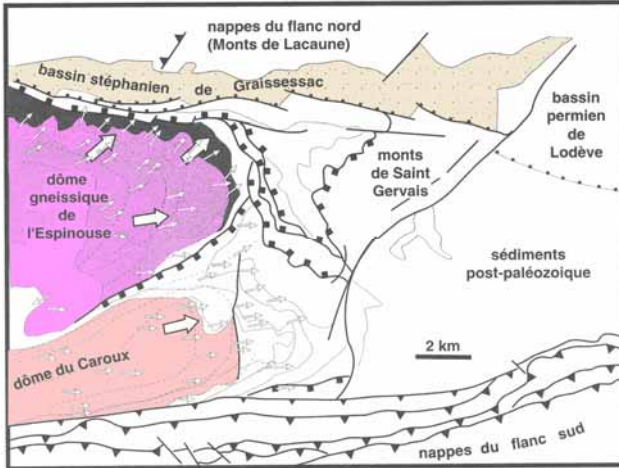 nappes du flanc nord
(Monts de Lacaune)
bassin stéphanien de Graissessac
bassin
permien
de
Lodève
monts
de Saint
Gervais
dôme
gneissique
de
l'Espinouse
sédiments
post-paléozoique
2 km
dôme du Caroux
nappes du flanc sud